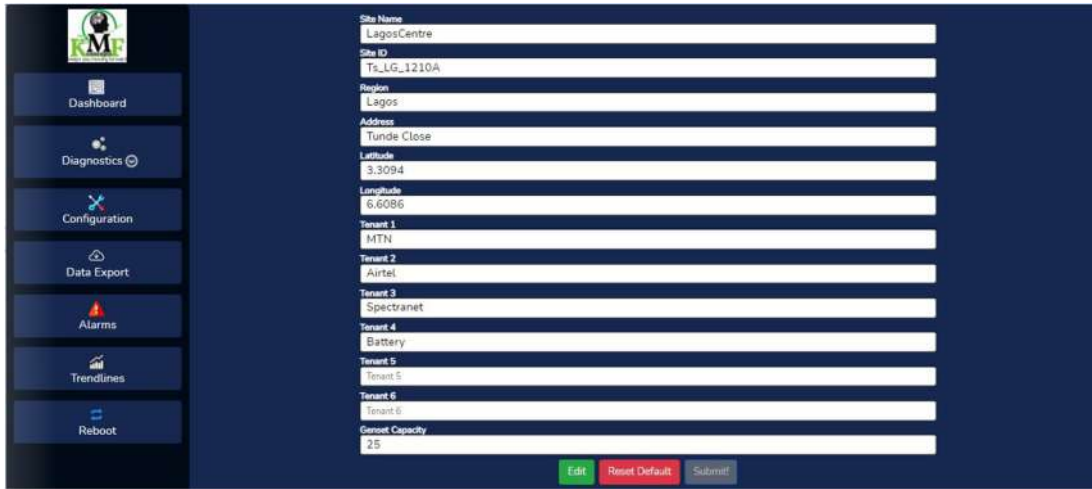 KMF
Dashboard
Diagnostics
Configuration
Data Export
Alarms
Trendlines
Reboot
Site Name
LagosCentre
Site ID
Ts_LG_1210A
Region
Lagos
Address
Tunde Close
Latitude
3.3094
Longitude
6.6086
Tenant 1
MTN
Tenant 2
Airtel
Tenant 3
Spectranet
Tenant 4
Battery
Tenant 5
Tenant 5
Tenant 6
Tenant 6
Genset Capacity
25
Edit Reset Default Submit!